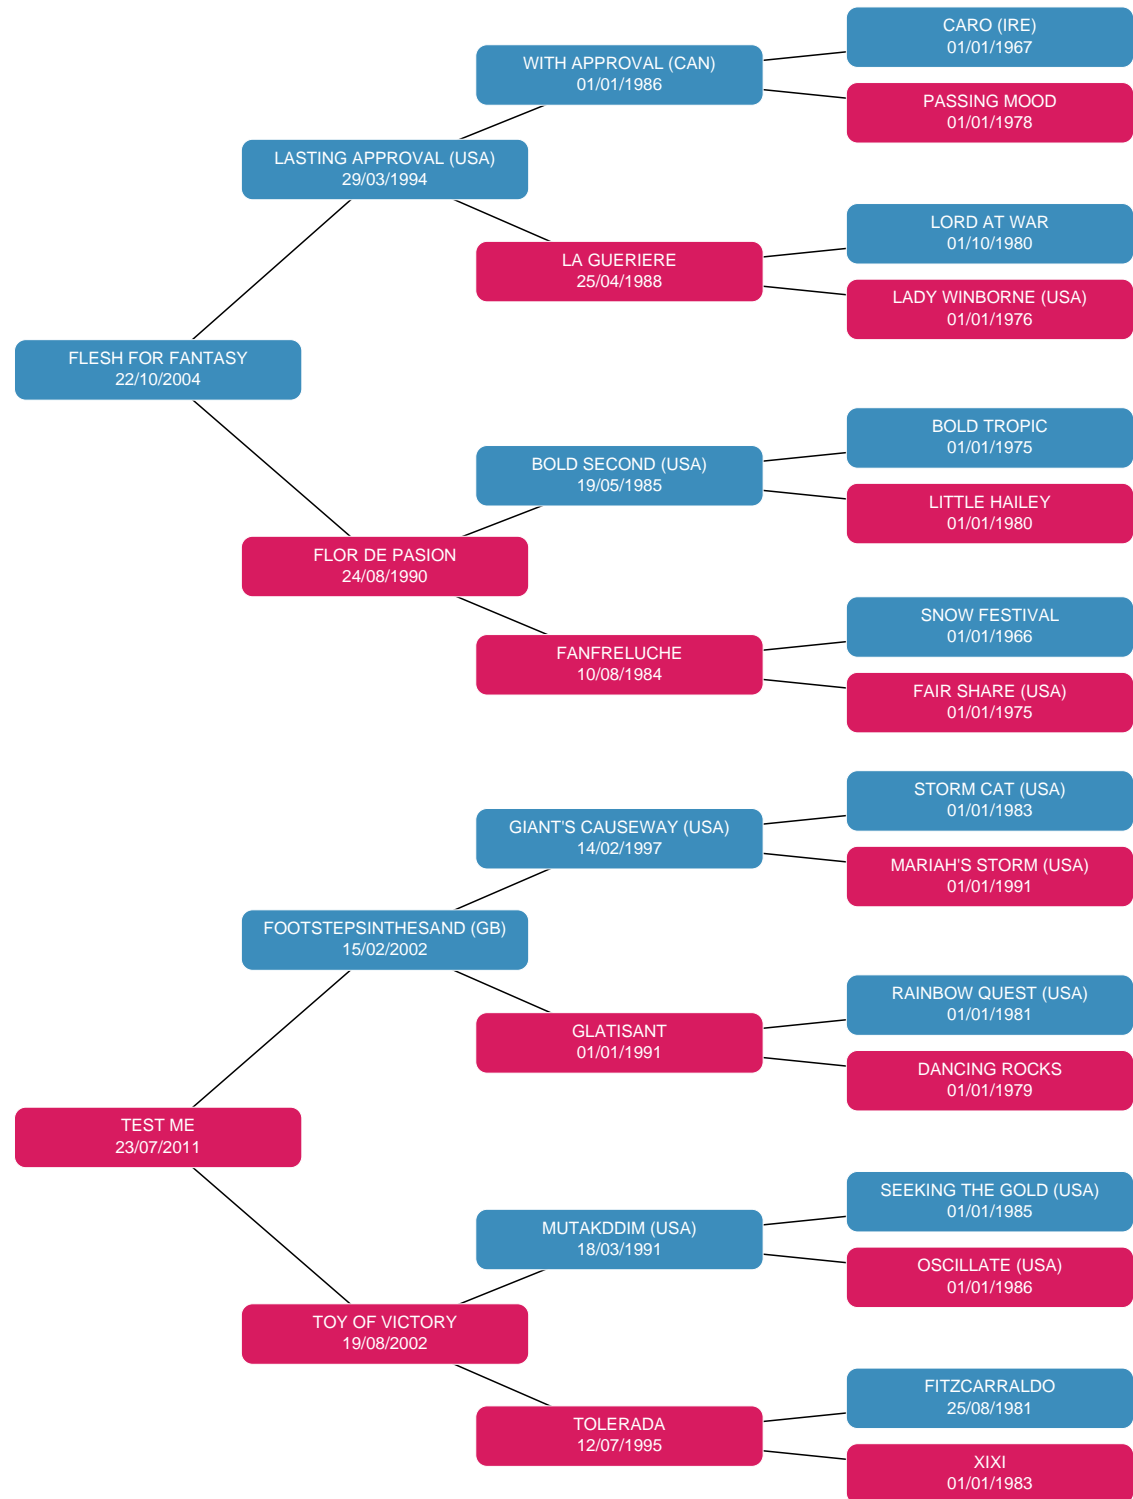 CARO (IRE)
01/01/1967
WITH APPROVAL (CAN)
01/01/1986
PASSING MOOD
01/01/1978
LASTING APPROVAL (USA)
29/03/1994
LORD AT WAR
01/10/1980
LA GUERIERE
25/04/1988
LADY WINBORNE (USA)
01/01/1976
FLESH FOR FANTASY
22/10/2004
BOLD TROPIC
01/01/1975
BOLD SECOND (USA)
19/05/1985
LITTLE HAILEY
01/01/1980
FLOR DE PASION
24/08/1990
SNOW FESTIVAL
01/01/1966
FANFRELUCHE
10/08/1984
FAIR SHARE (USA)
01/01/1975
STORM CAT (USA)
01/01/1983
GIANT'S CAUSEWAY (USA)
14/02/1997
MARIAH'S STORM (USA)
01/01/1991
FOOTSTEPSINTHESAND (GB)
15/02/2002
RAINBOW QUEST (USA)
01/01/1981
GLATISANT
01/01/1991
DANCING ROCKS
01/01/1979
TEST ME
23/07/2011
SEEKING THE GOLD (USA)
01/01/1985
MUTAKDDIM (USA)
18/03/1991
OSCILLATE (USA)
01/01/1986
TOY OF VICTORY
19/08/2002
FITZCARRALDO
25/08/1981
TOLERADA
12/07/1995
XIXI
01/01/1983